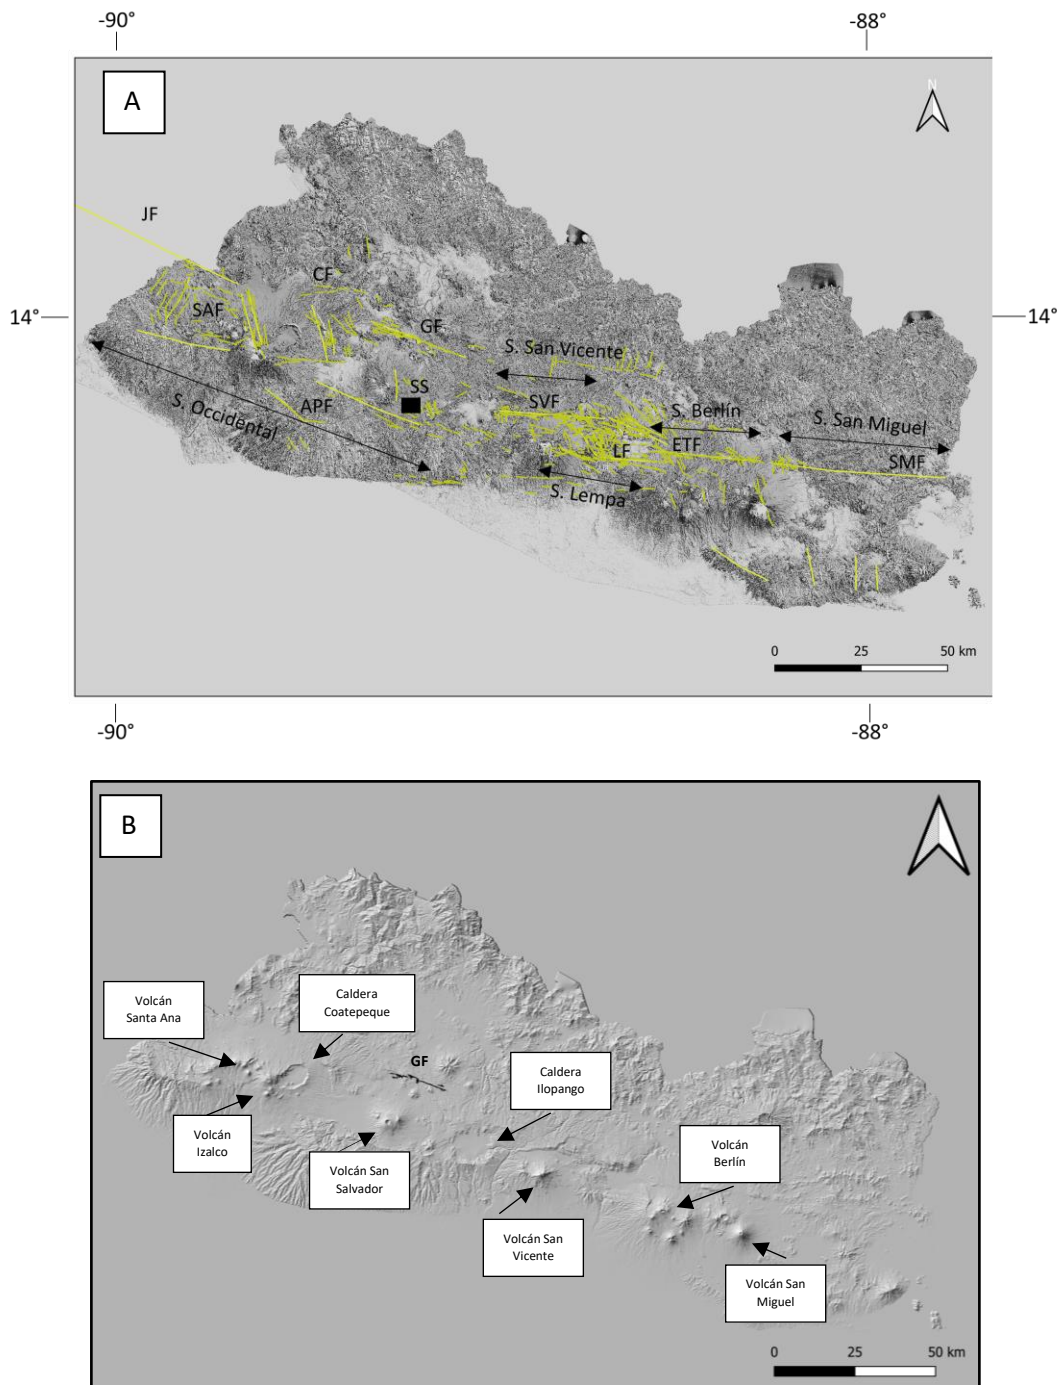 -90°
-88°
A
N
JF
CF
14°
14°
SAF
GF
S. San Vicente
SS
SVF
S. Berlín
APF
S. San Miguel
S. Occidental
LF
ETF
SMF
S. Lempa
0 25 50 km
-90°
-88°
B
Volcán
Santa Ana
Caldera
Coatepeque
GF
Caldera
Ilopango
Volcán
Izalco
Volcán San
Salvador
Volcán
Berlín
Volcán San
Vicente
Volcán San
Miguel
0 25 50 km